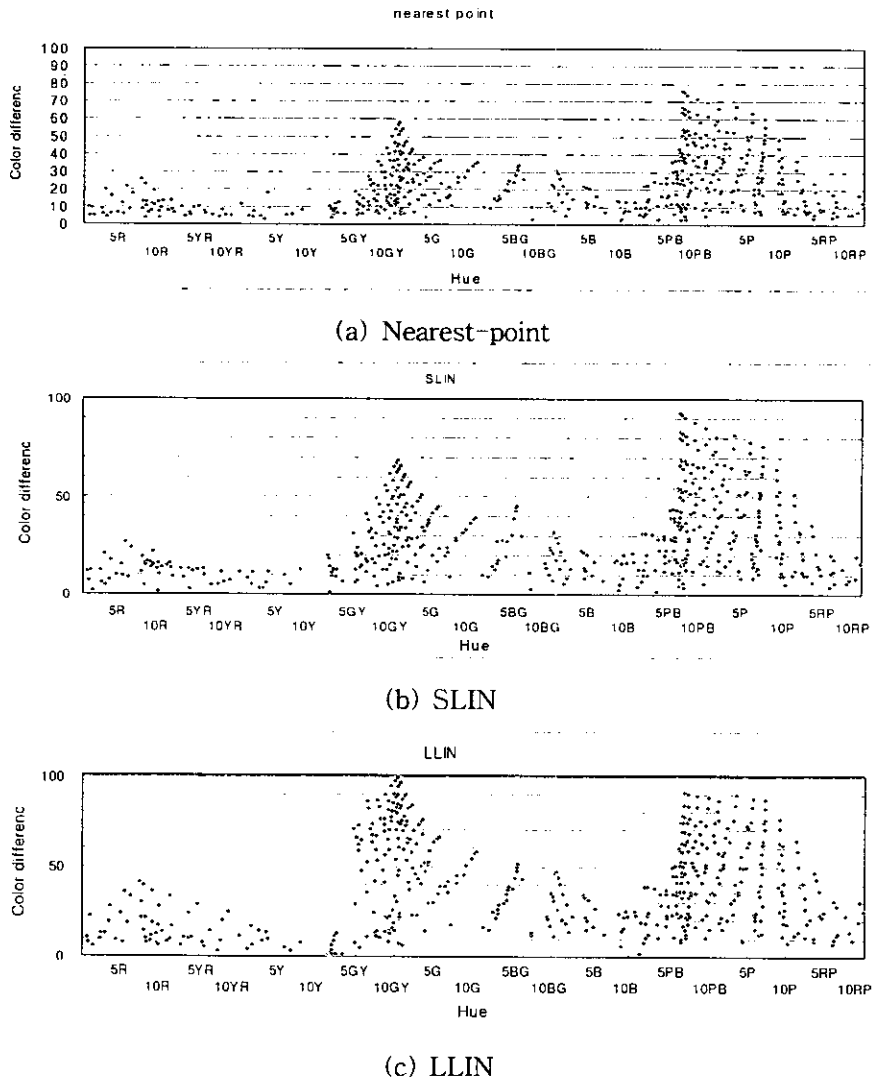 nearest point
100
90
80
70
60
50
40
30
20
10
0
Color differenc
5R 5YR 5Y 5GY 5G 5BG 5B 5PB 5P 5RP
10R 10YR 10Y 10GY 10G 10BG 10B 10PB 10P 10RP
Hue
(a) Nearest-point
SLIN
100
50
0
Color differenc
5R 5YR 5Y 5GY 5G 5BG 5B 5PB 5P 5RP
10R 10YR 10Y 10GY 10G 10BG 10B 10PB 10P 10RP
Hue
(b) SLIN
LLIN
100
50
0
Color differenc
5R 5YR 5Y 5GY 5G 5BG 5B 5PB 5P 5RP
10R 10YR 10Y 10GY 10G 10BG 10B 10PB 10P 10RP
Hue
(c) LLIN